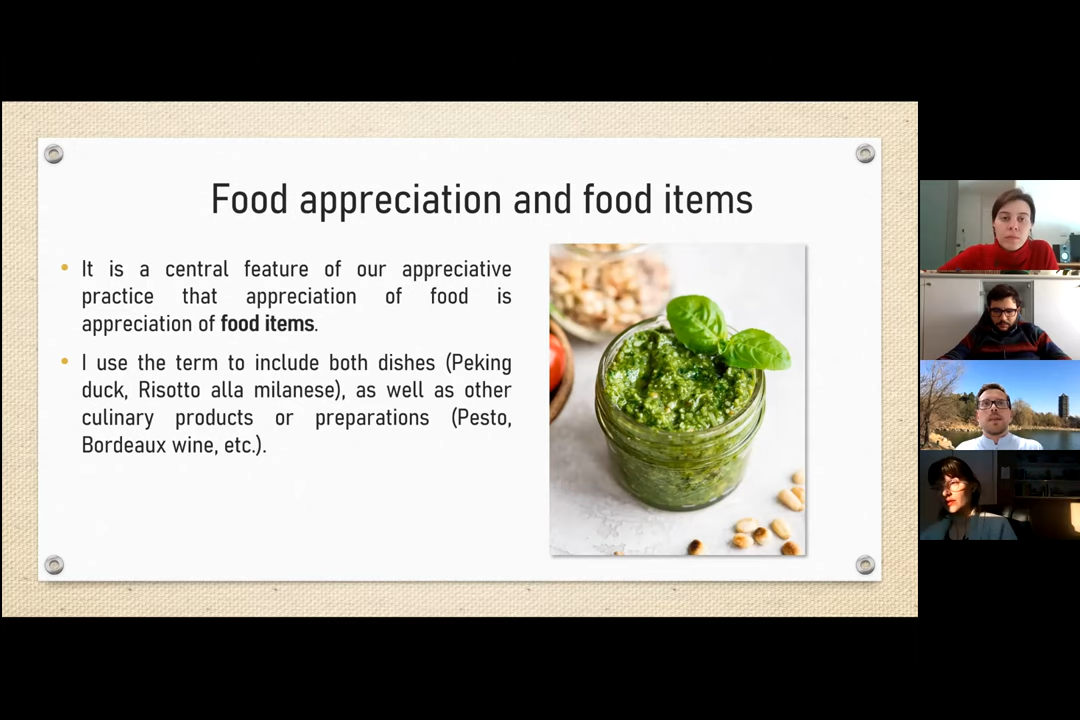 Food appreciation and food items
• It is a central feature of our appreciative
practice that appreciation of food is
appreciation of food items.
• I use the term to include both dishes (Peking
duck, Risotto alla milanese), as well as other
culinary products or preparations (Pesto,
Bordeaux wine, etc.).